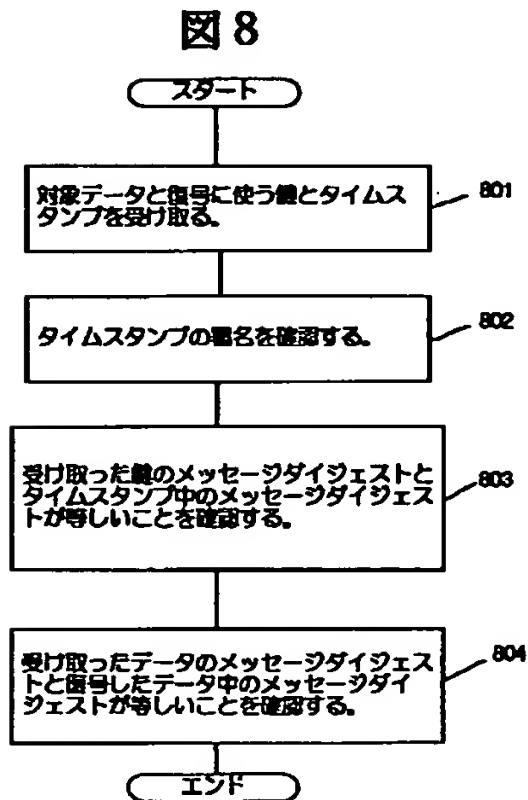 図8
スタート
対象データと復号に使う鍵とタイムス
タンプを受け取る。
801
タイムスタンプの署名を確認する。
802
受け取った鍵のメッセージダイジェストと
タイムスタンプ中のメッセージダイジェス
トが等しいことを確認する。
803
受け取ったデータのメッセージダイジェス
トと復号したデータ中のメッセージダイ
ジェストが等しいことを確認する。
804
エンド